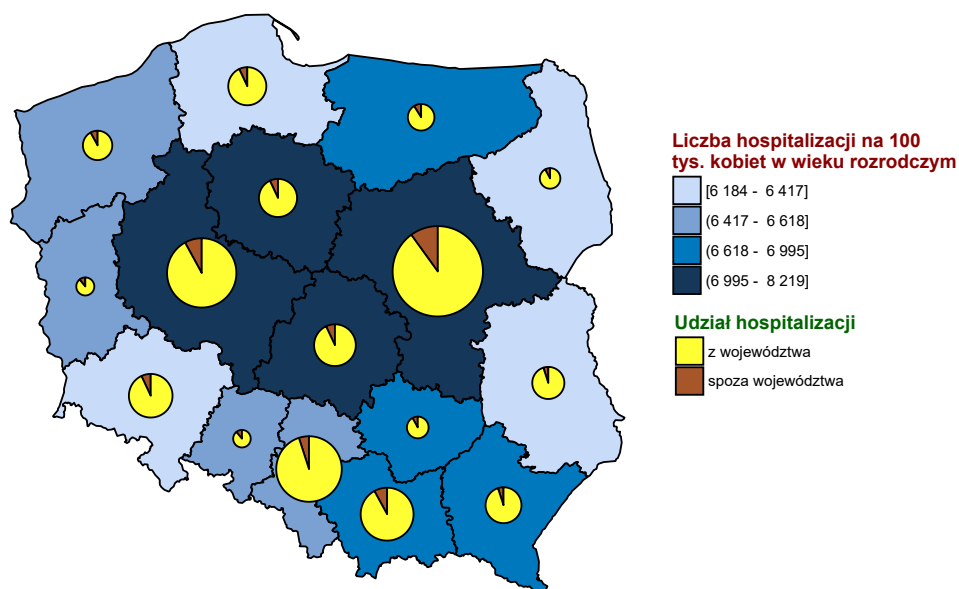 Liczba hospitalizacji na 100
tys. kobiet w wieku rozrodczym
[6 184 - 6 417]
(6 417 - 6 618]
(6 618 - 6 995]
(6 995 - 8 219]
Udział hospitalizacji
z województwa
spoza województwa